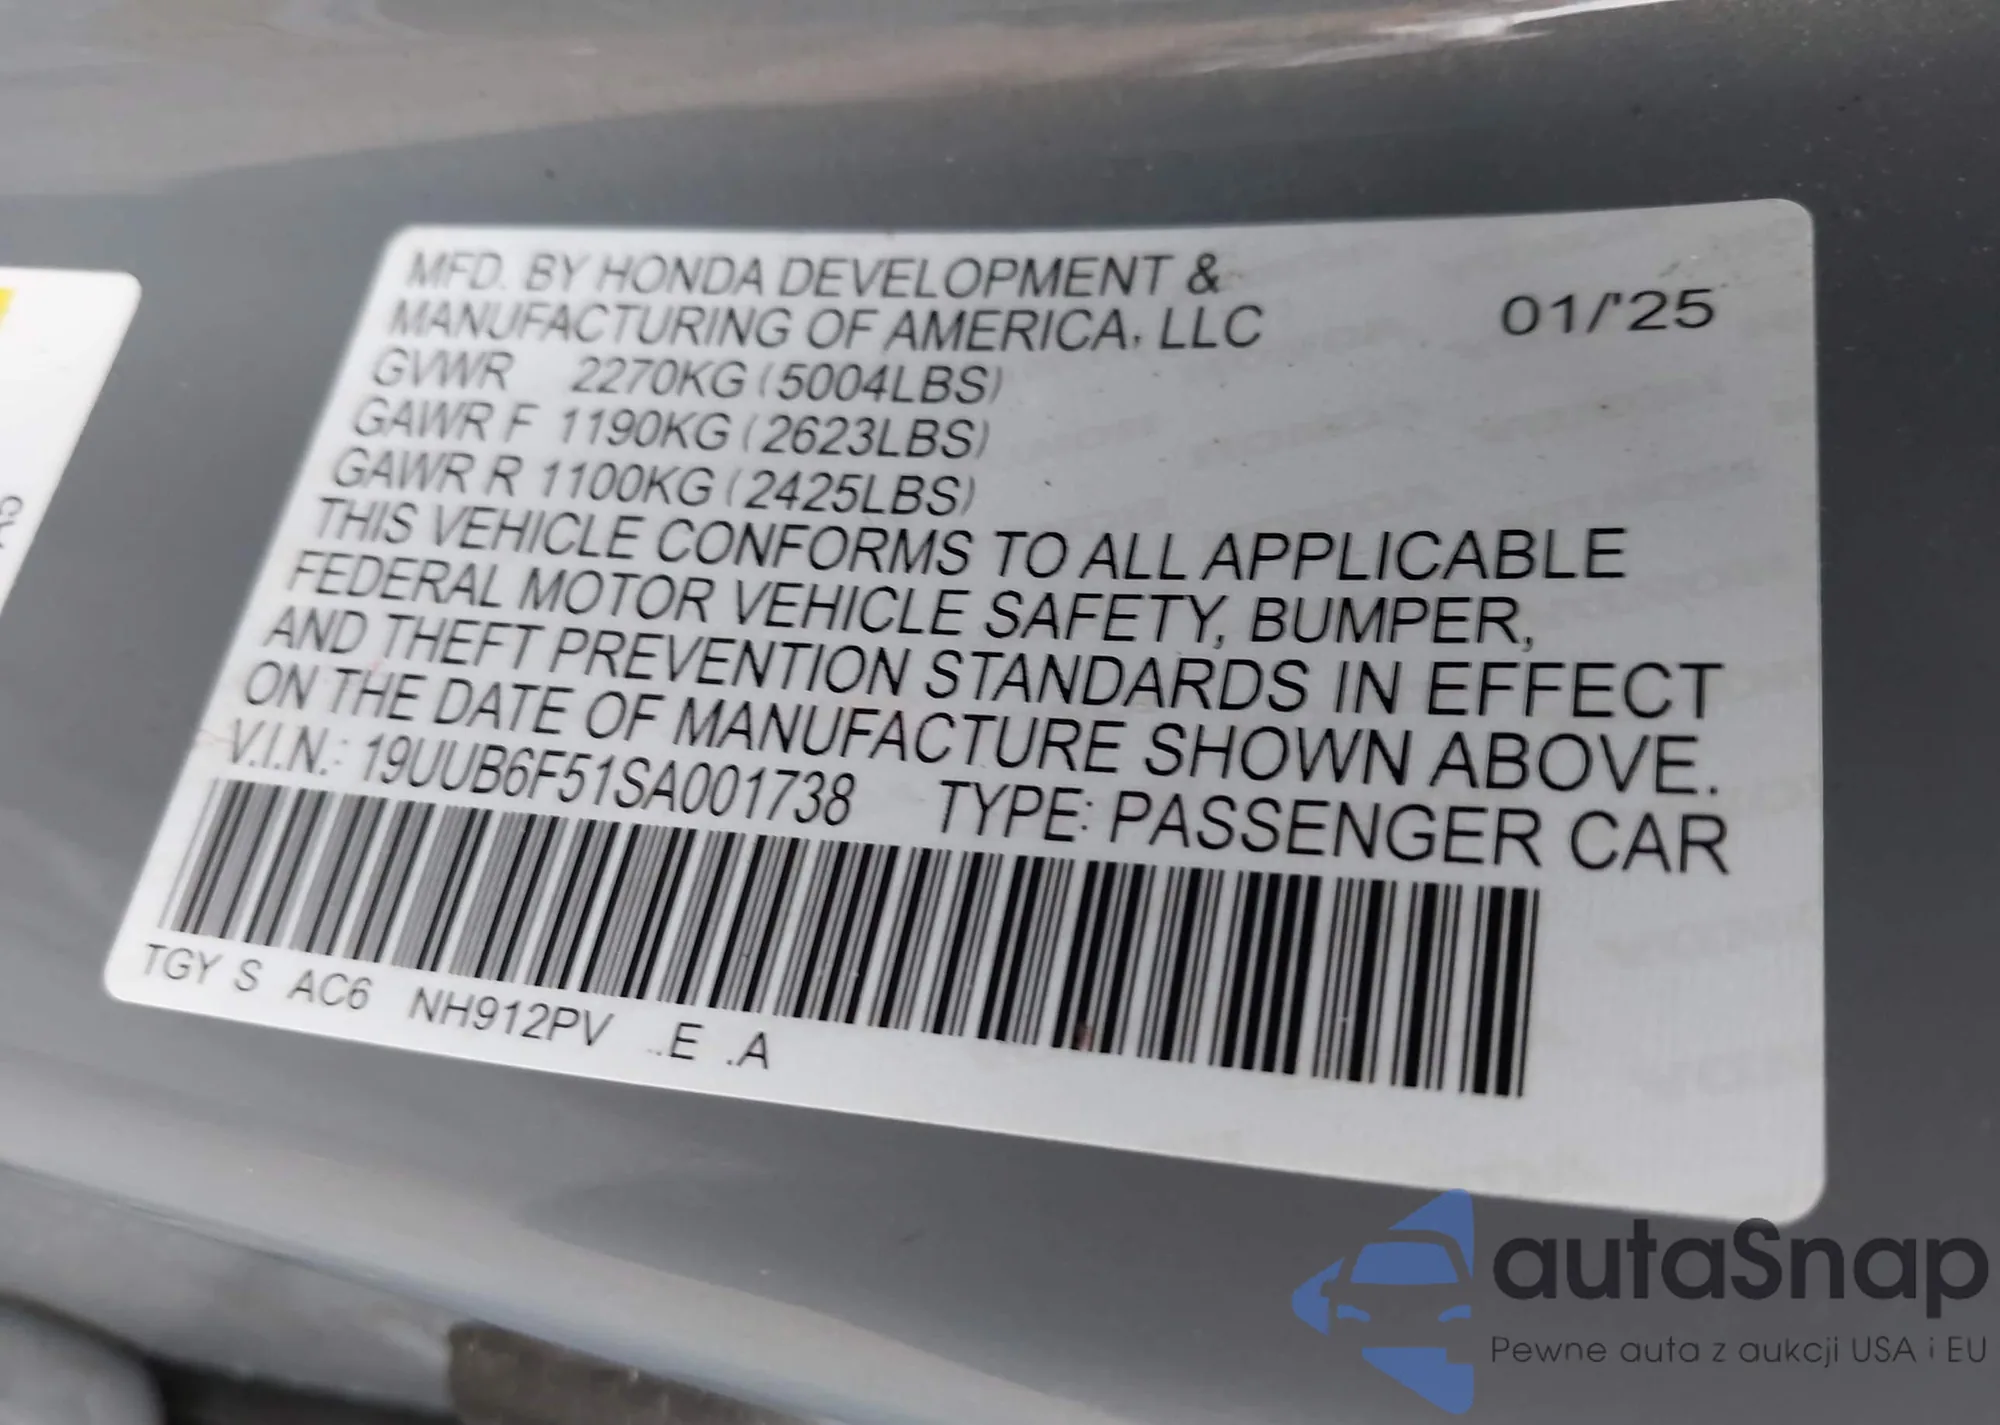 MFD. BY HONDA DEVELOPMENT &
MANUFACTURING OF AMERICA, LLC
01/'25
GVWR 2270KG (5004LBS)
GAWR F 1190KG (2623LBS)
GAWR R 1100KG (2425LBS)
THIS VEHICLE CONFORMS TO ALL APPLICABLE
FEDERAL MOTOR VEHICLE SAFETY, BUMPER,
AND THEFT PREVENTION STANDARDS IN EFFECT
ON THE DATE OF MANUFACTURE SHOWN ABOVE.
V.I.N.: 19UUB6F51SA001738 TYPE: PASSENGER CAR
TGY S AC6 NH912PV ..E .A
autaSnap
Pewne auta z aukcji USA i EU